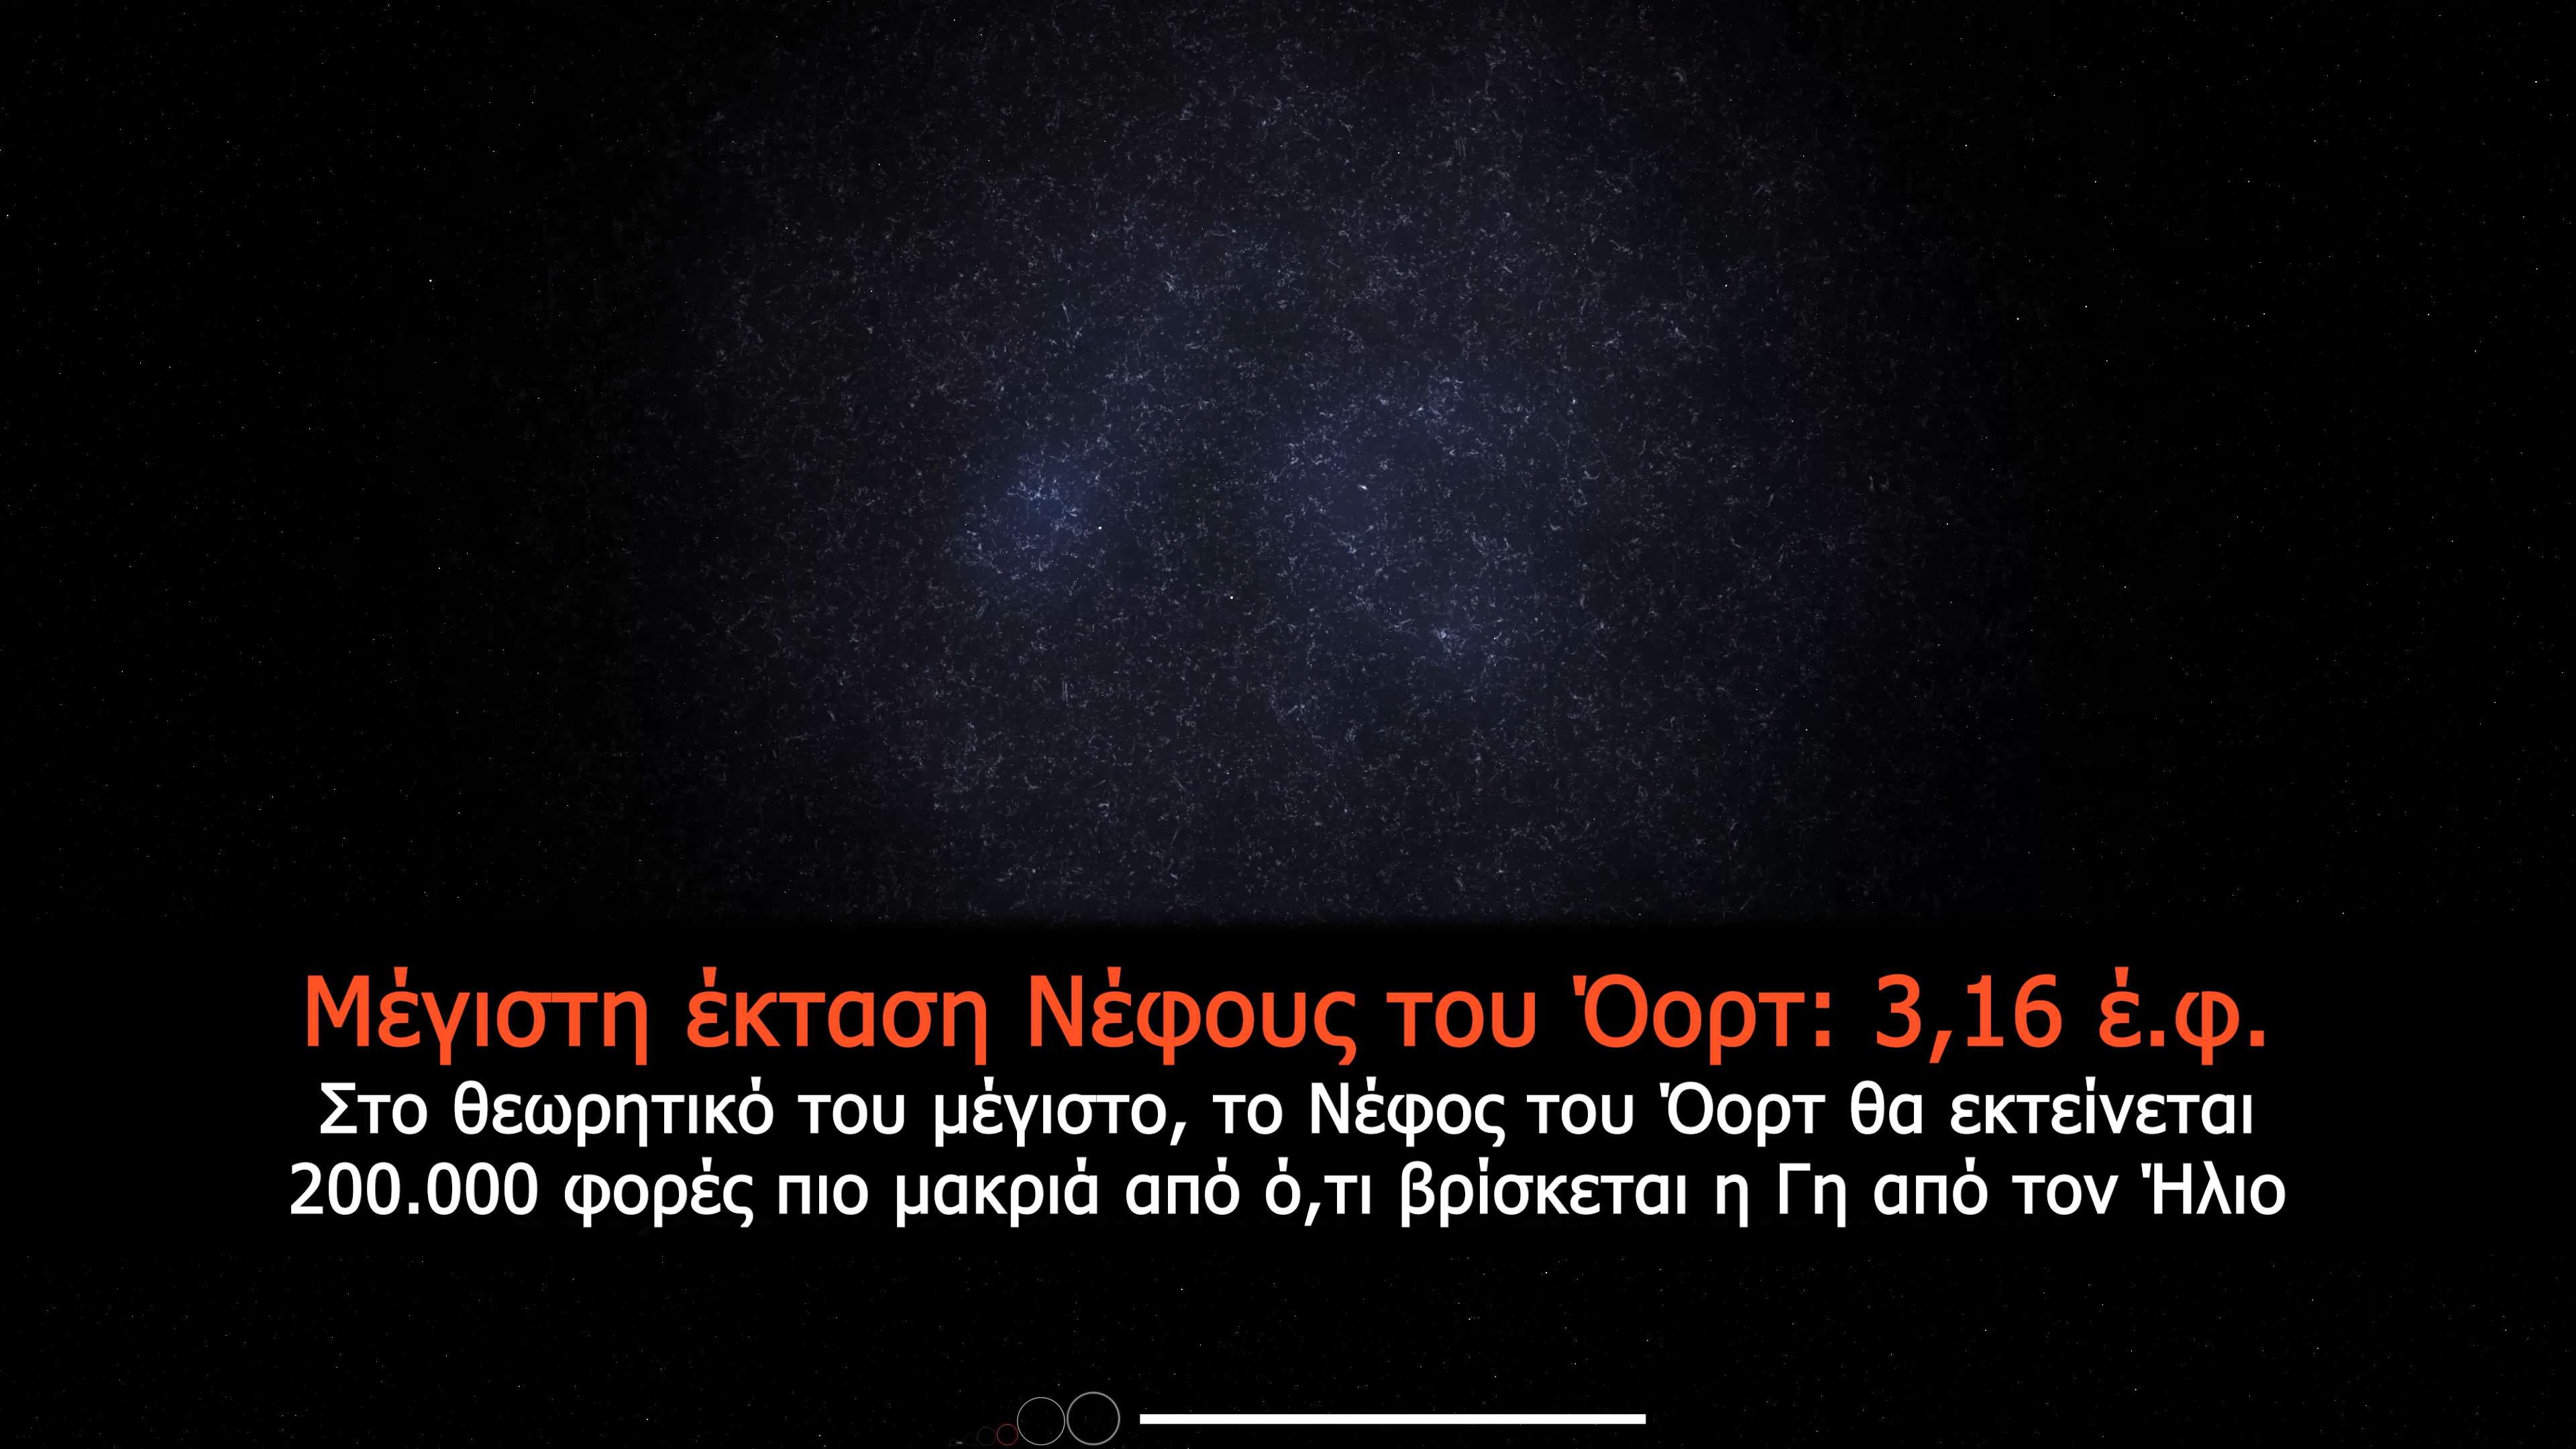 Μέγιστη έκταση Νέφους του Όορτ: 3,16 έ.φ.
Στο θεωρητικό του μέγιστο, το Νέφος του Όορτ θα εκτείνεται
200.000 φορές πιο μακριά από ό,τι βρίσκεται η Γη από τον Ήλιο